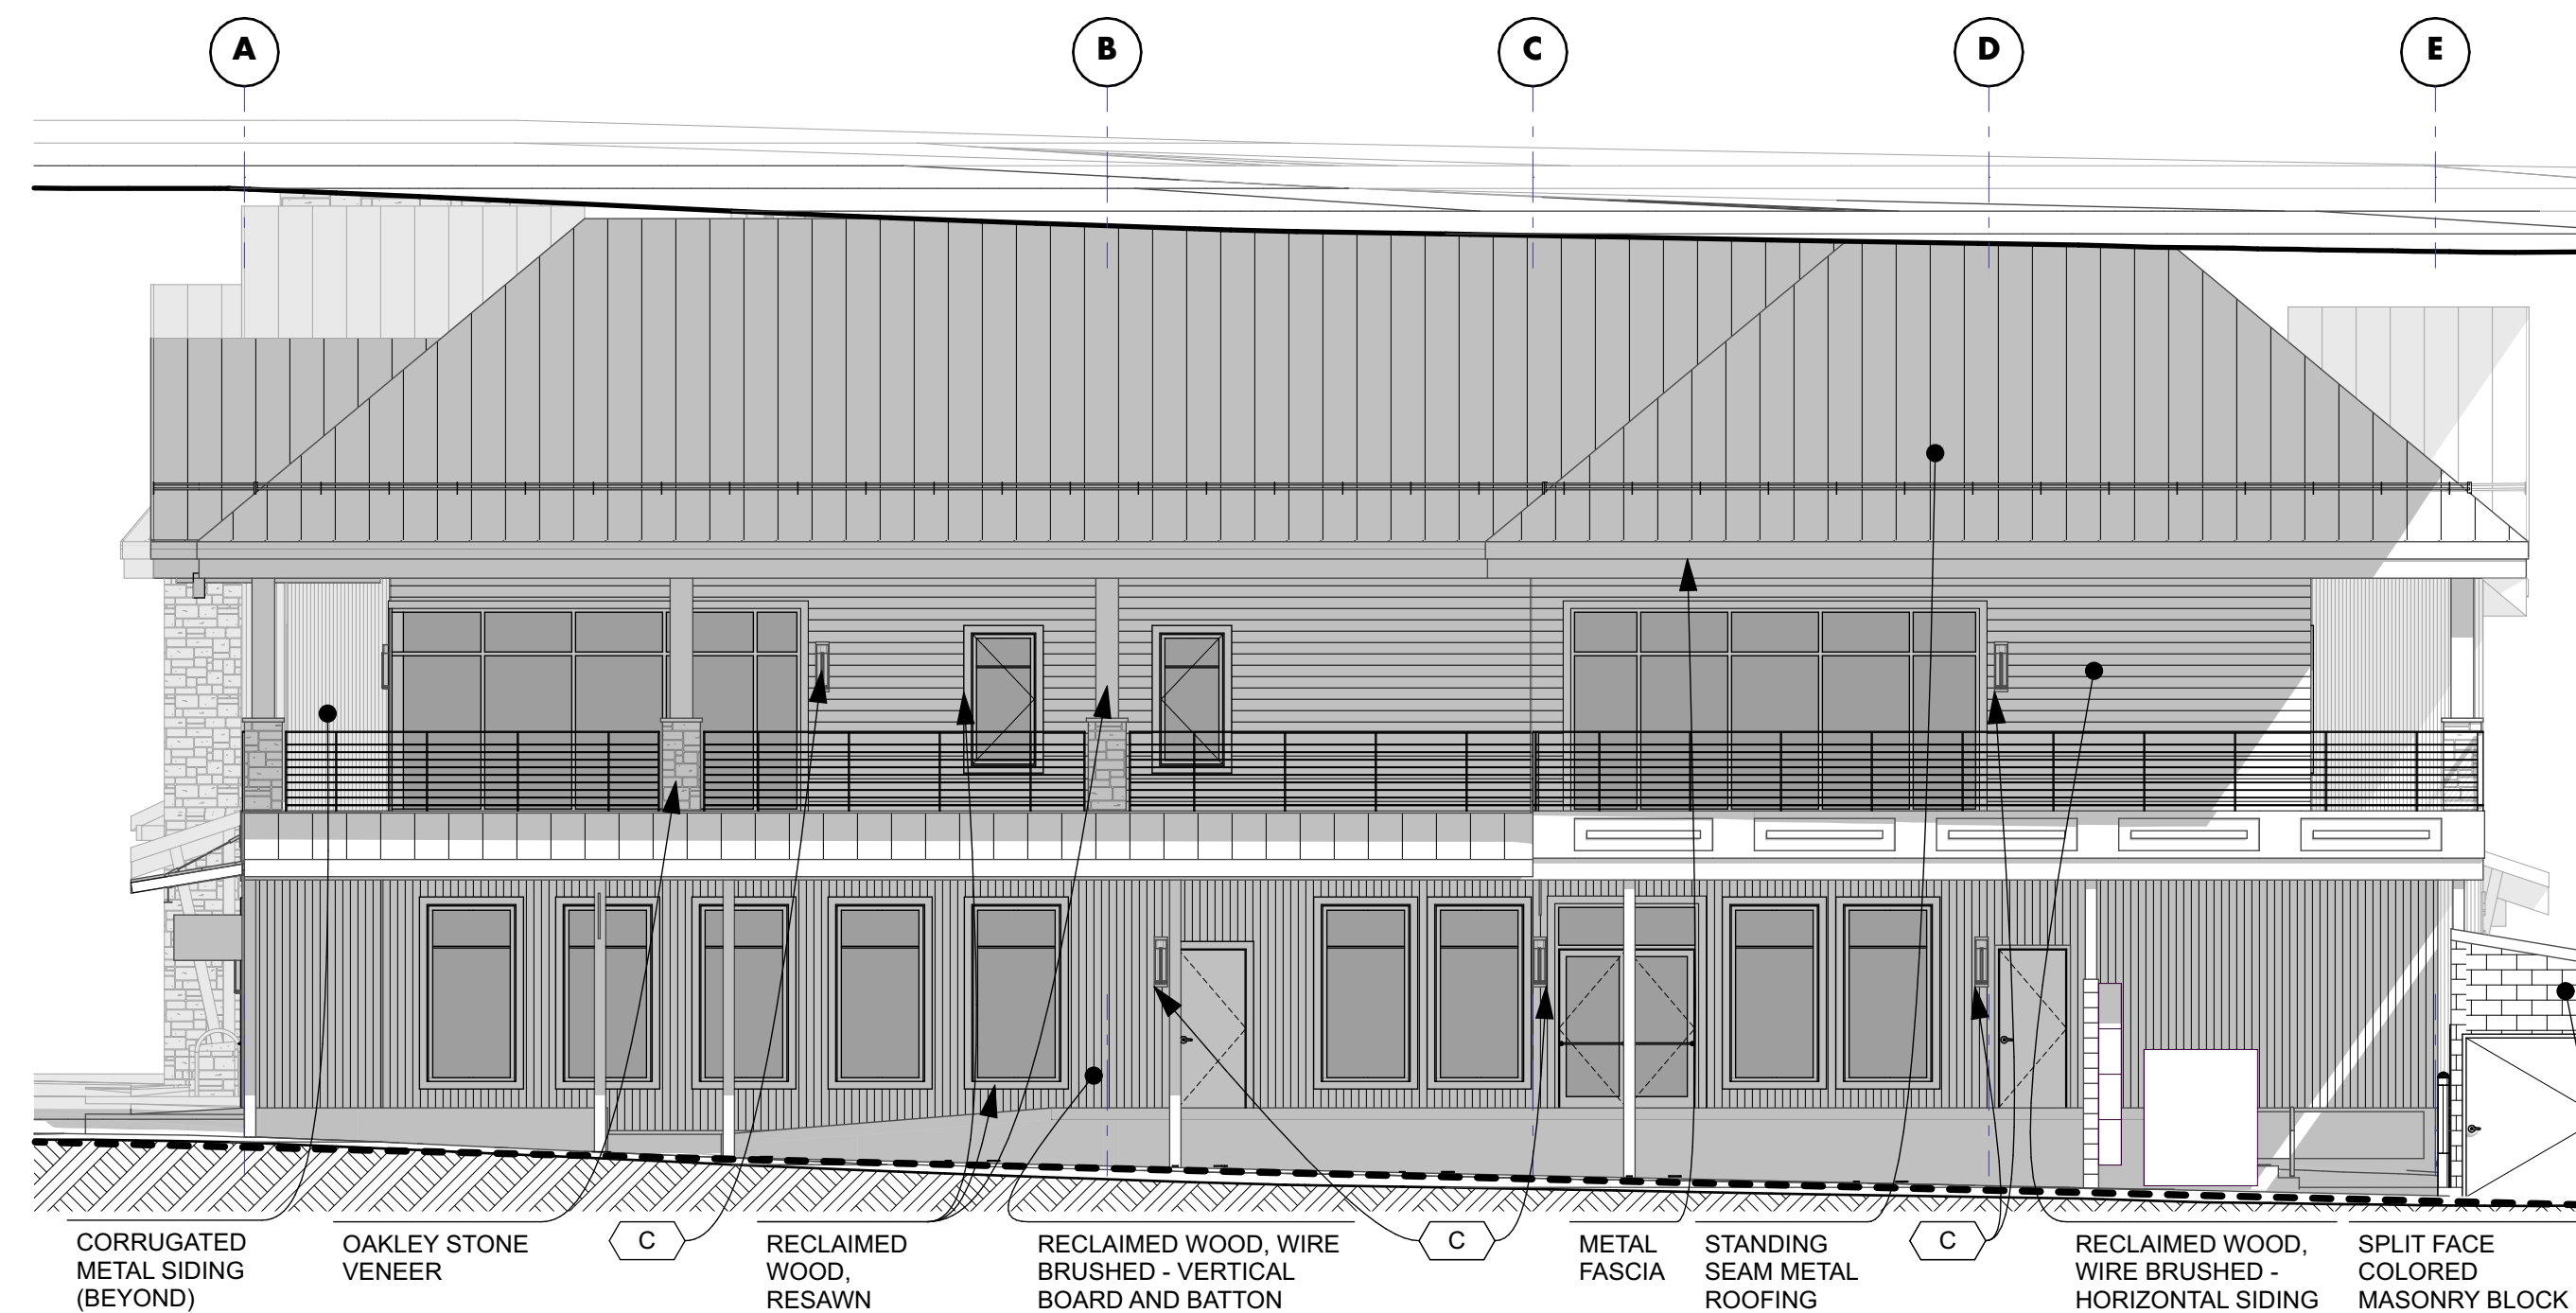 A
B
C
D
E
CORRUGATED
METAL SIDING
(BEYOND)
OAKLEY STONE
VENEER
C
RECLAIMED
WOOD,
RESAWN
RECLAIMED WOOD, WIRE
BRUSHED - VERTICAL
BOARD AND BATTON
C
METAL
FASCIA
STANDING
SEAM METAL
ROOFING
C
RECLAIMED WOOD,
WIRE BRUSHED -
HORIZONTAL SIDING
SPLIT FACE
COLORED
MASONRY BLOCK